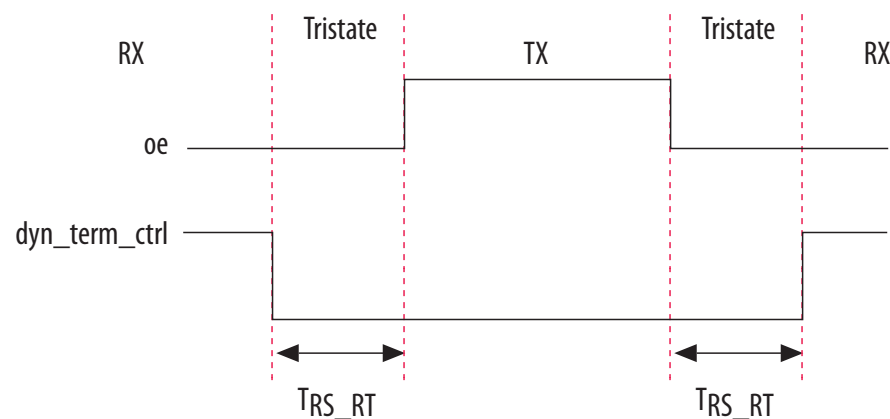 Tristate
Tristate
RX
TX
RX
oe
dyn_term_ctrl
TRS_RT
TRS_RT